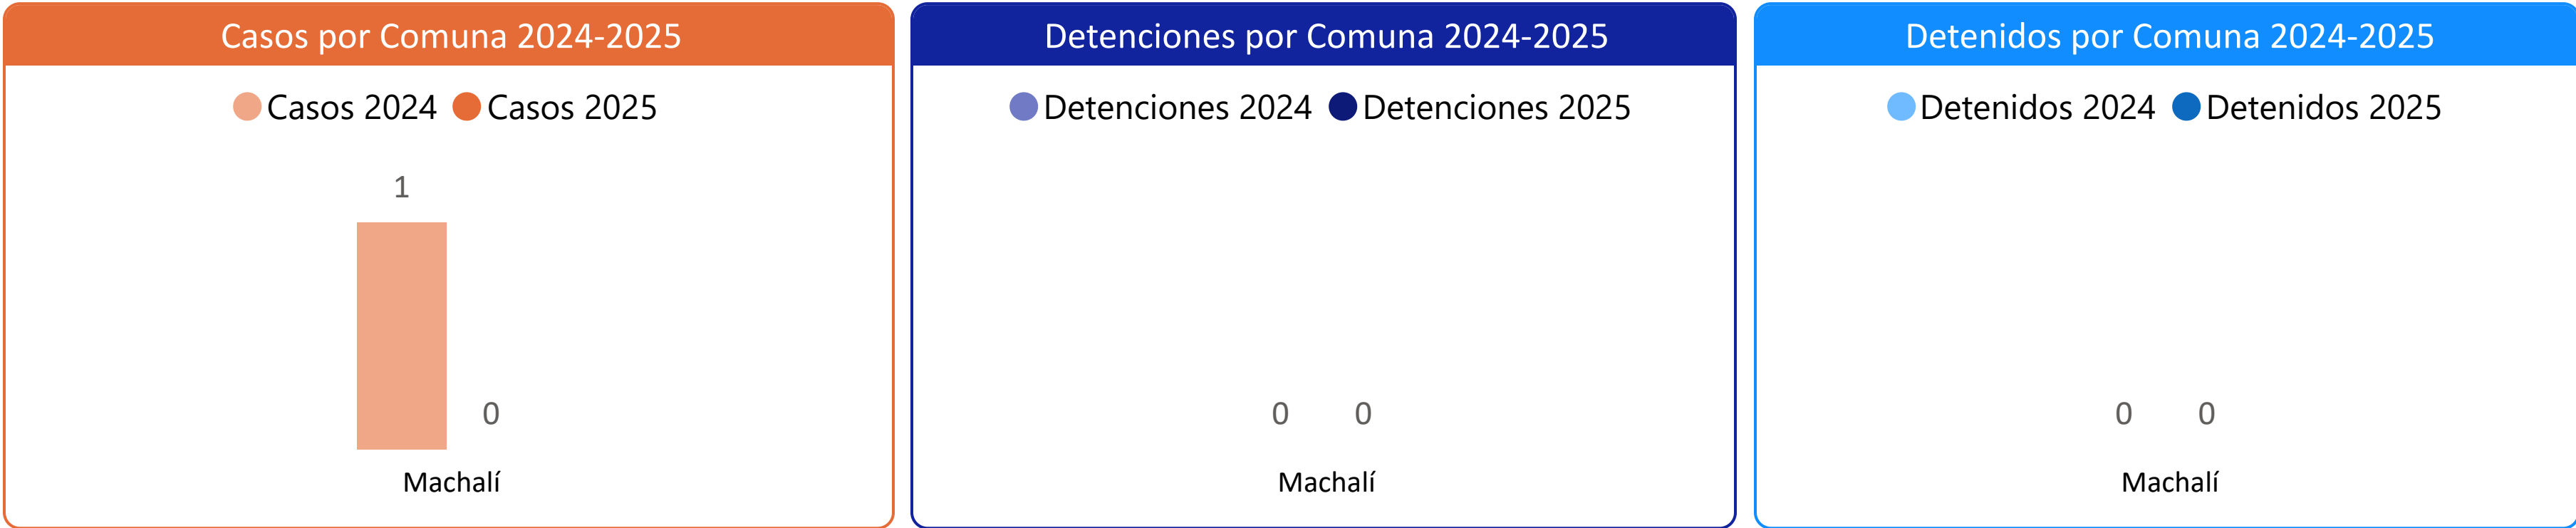 Casos por Comuna 2024-2025
Casos 2024 Casos 2025
1
0
Machalí
Detenciones por Comuna 2024-2025
Detenciones 2024 Detenciones 2025
0 0
Machalí
Detenidos por Comuna 2024-2025
Detenidos 2024 Detenidos 2025
0 0
Machalí